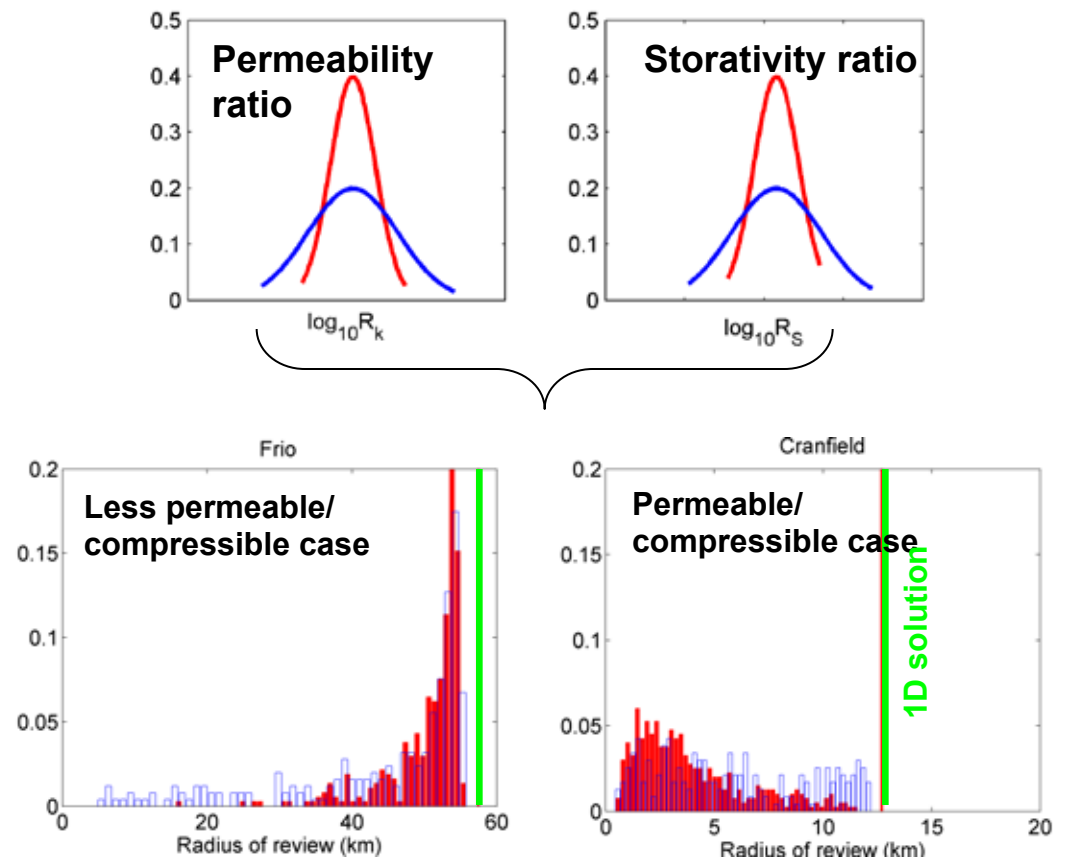 Permeability
ratio
0.5
0.4
0.3
0.2
0.1
0
log10Rk
Storativity ratio
0.5
0.4
0.3
0.2
0.1
0
log10RS
Frio
Less permeable/
compressible case
0.2
0.15
0.1
0.05
0
0 20 40 60
Radius of review (km)
Cranfield
Permeable/
compressible case
1D solution
0.2
0.15
0.1
0.05
0
0 5 10 15 20
Radius of review (km)